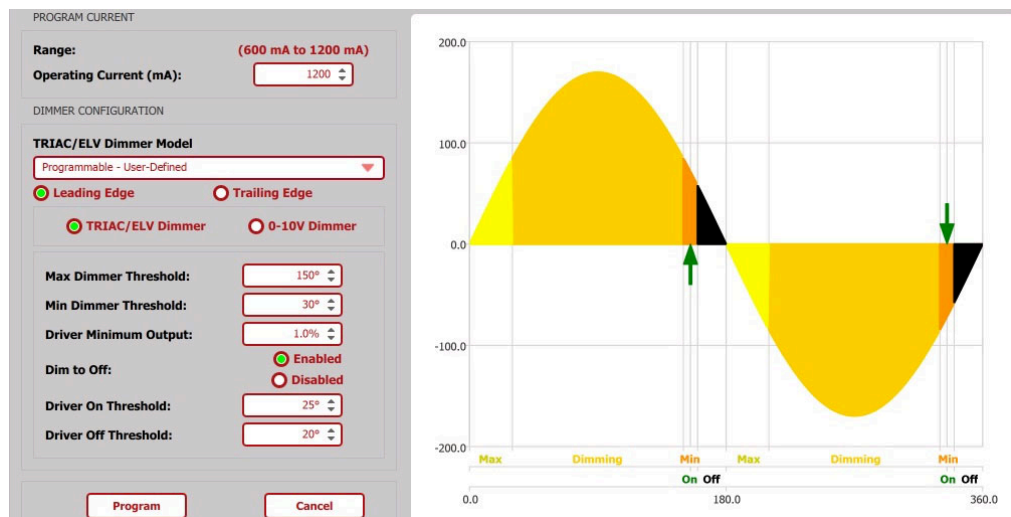 PROGRAM CURRENT
Range: (600 mA to 1200 mA)
Operating Current (mA): 1200
DIMMER CONFIGURATION
TRIAC/ELV Dimmer Model
Programmable - User-Defined
Leading Edge Trailing Edge
TRIAC/ELV Dimmer 0-10V Dimmer
Max Dimmer Threshold: 150°
Min Dimmer Threshold: 30°
Driver Minimum Output: 1.0%
Dim to Off: Enabled
Disabled
Driver On Threshold: 25°
Driver Off Threshold: 20°
Program Cancel
200.0
100.0
0.0
-100.0
-200.0
Max Dimming Min Max Dimming Min
On Off On Off
0.0 180.0 360.0